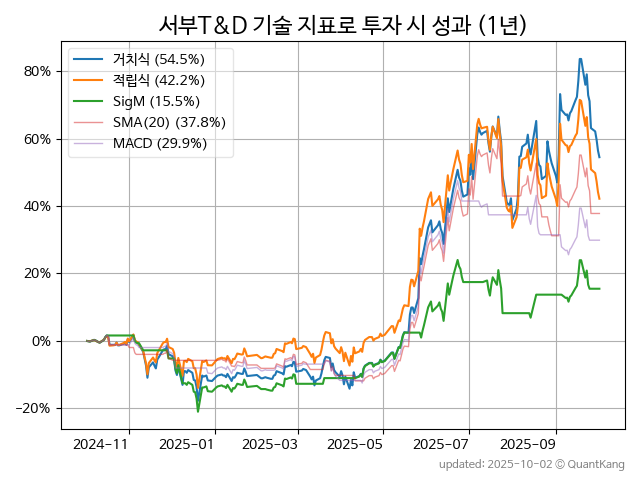 서부T&D 기술 지표로 투자 시 성과 (1년)
거치식 (54.5%)
적립식 (42.2%)
SigM (15.5%)
SMA(20) (37.8%)
MACD (29.9%)
80%
60%
40%
20%
0%
−20%
2024-11
2025-01
2025-03
2025-05
2025-07
2025-09
updated: 2025-10-02 © QuantKang